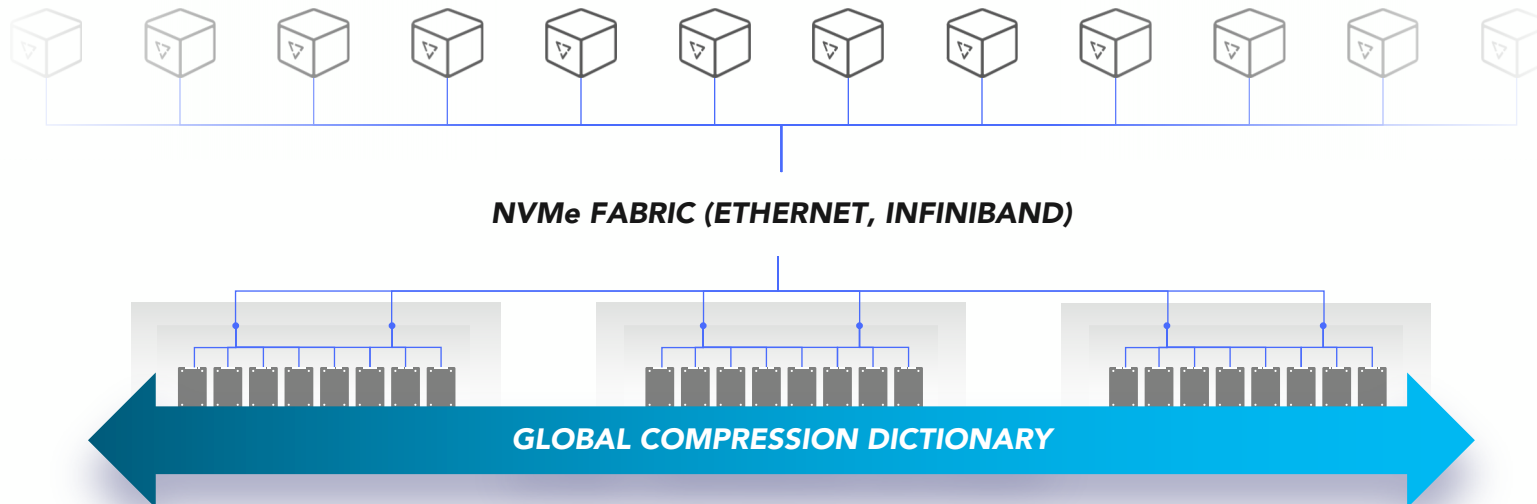 NVMe FABRIC (ETHERNET, INFINIBAND)
GLOBAL COMPRESSION DICTIONARY